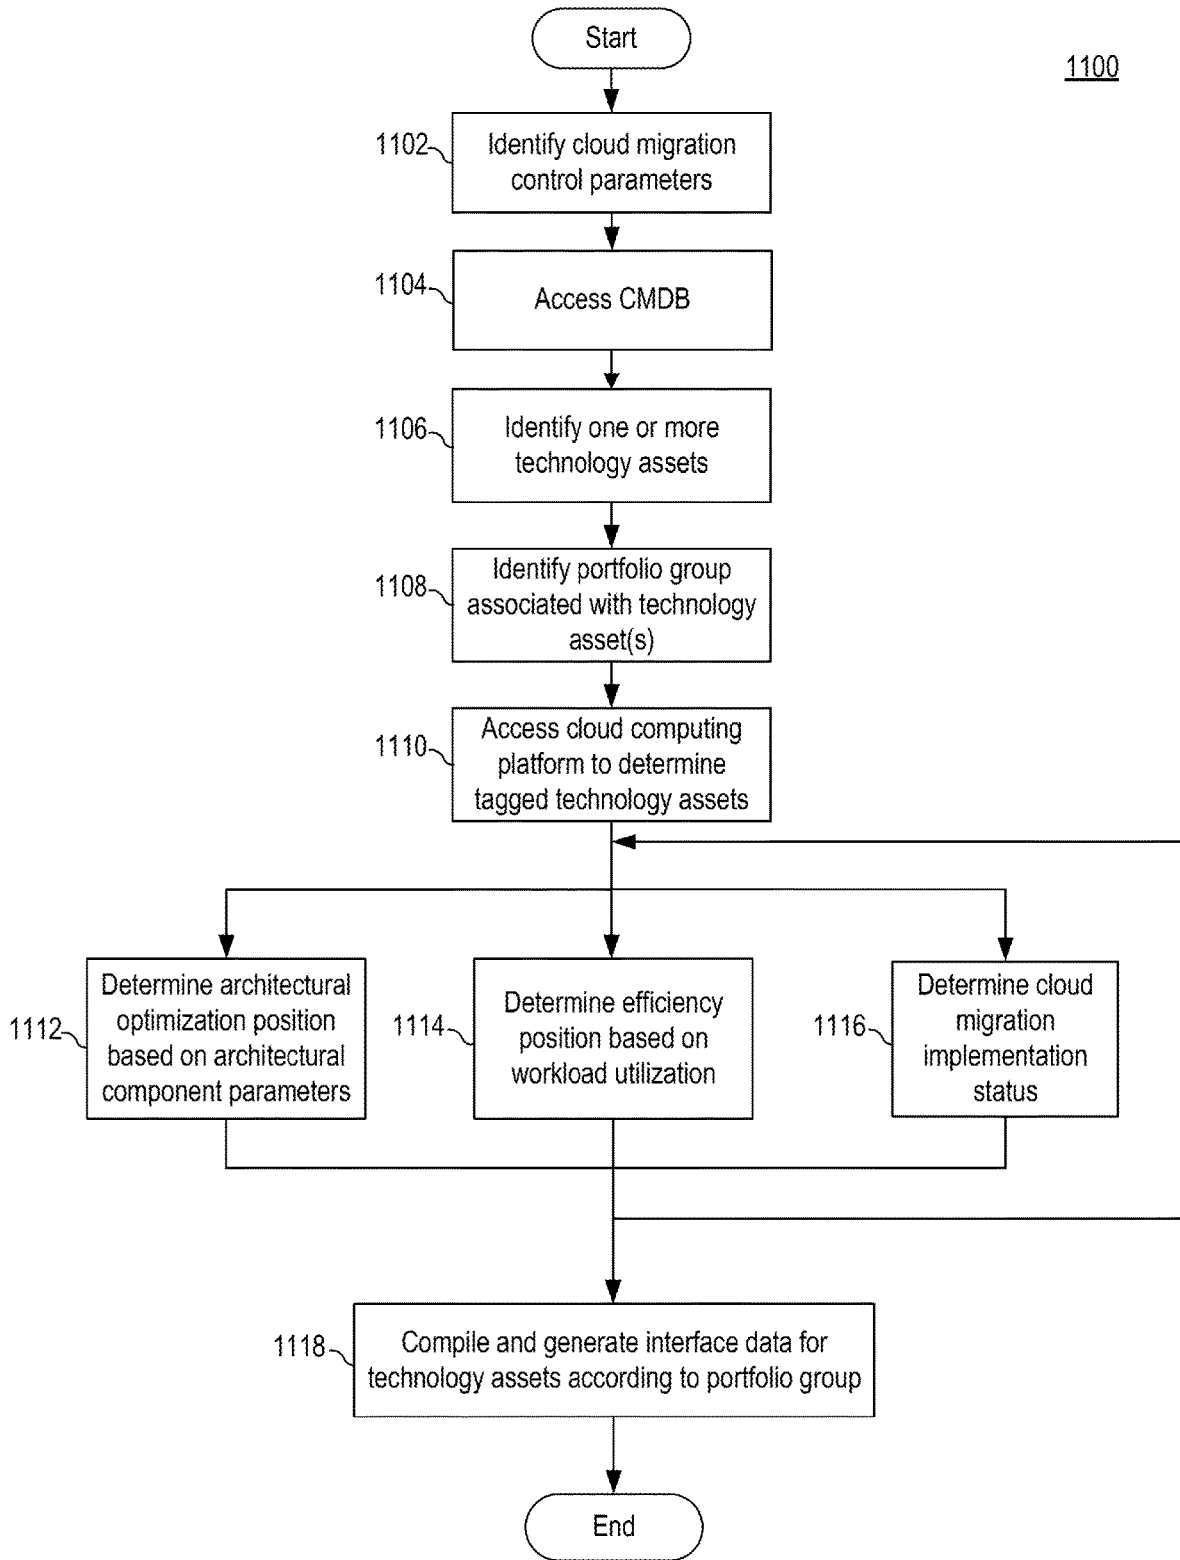 Start
1100
1102
Identify cloud migration
control parameters
1104
Access CMDB
1106
Identify one or more
technology assets
1108
Identify portfolio group
associated with technology
asset(s)
1110
Access cloud computing
platform to determine
tagged technology assets
1112
Determine architectural
optimization position
based on architectural
component parameters
1114
Determine efficiency
position based on
workload utilization
1116
Determine cloud
migration
implementation
status
1118
Compile and generate interface data for
technology assets according to portfolio group
End